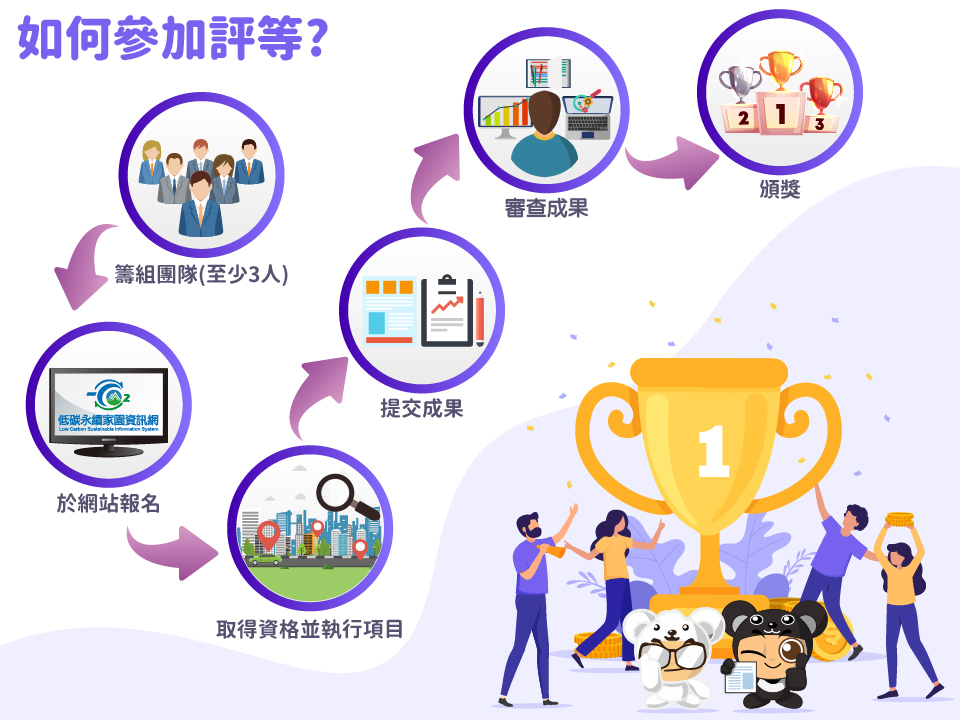 如何參加評等?
籌組團隊(至少3人)
2
低碳永續家園資訊網
Low Carbon Sustainable Information System
於網站報名
取得資格並執行項目
提交成果
審查成果
2
1
3
頒獎
1